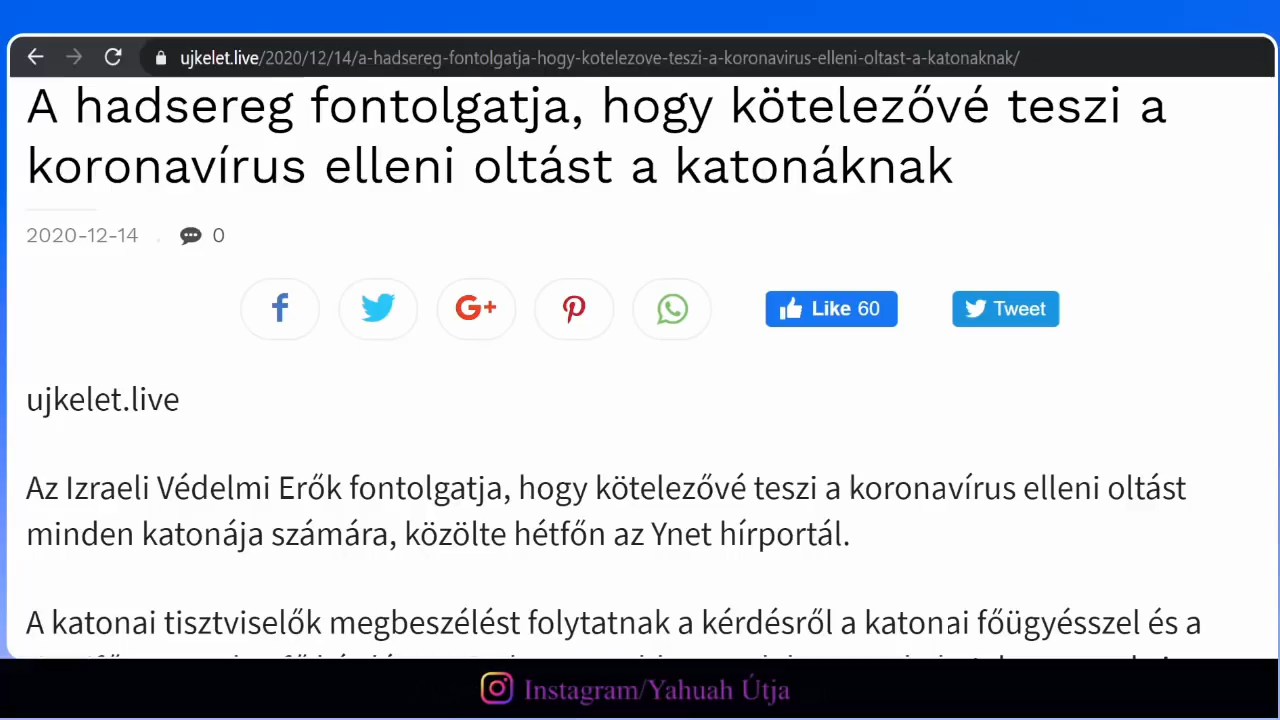 ujkelet.live/2020/12/14/a-hadsereg-fontolgatja-hogy-kotelezove-teszi-a-koronavirus-elleni-oltast-a-katonaknak/
A hadsereg fontolgatja, hogy kötelezővé teszi a
koronavírus elleni oltást a katonáknak
2020-12-14 0
Like 60 Tweet
ujkelet.live
Az Izraeli Védelmi Erők fontolgatja, hogy kötelezővé teszi a koronavírus elleni oltást
minden katonája számára, közölte hétfőn az Ynet hírportál.
A katonai tisztviselők megbeszélést folytatnak a kérdésről a katonai főügyésszel és a
Instagram/Yahuah Útja